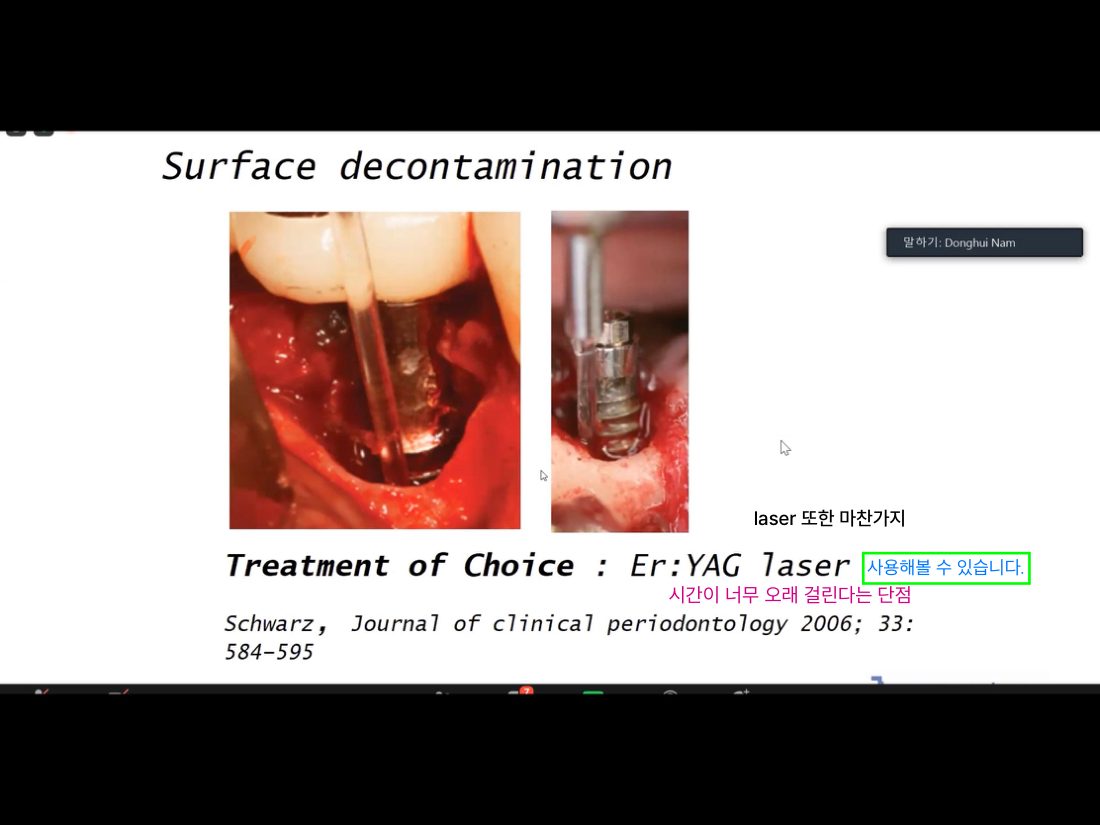 Surface decontamination
말하기: Donghui Nam
laser 또한 마찬가지
Treatment of Choice : Er:YAG laser 사용해볼 수 있습니다.
시간이 너무 오래 걸린다는 단점
Schwarz, Journal of clinical periodontology 2006; 33:
584-595
7